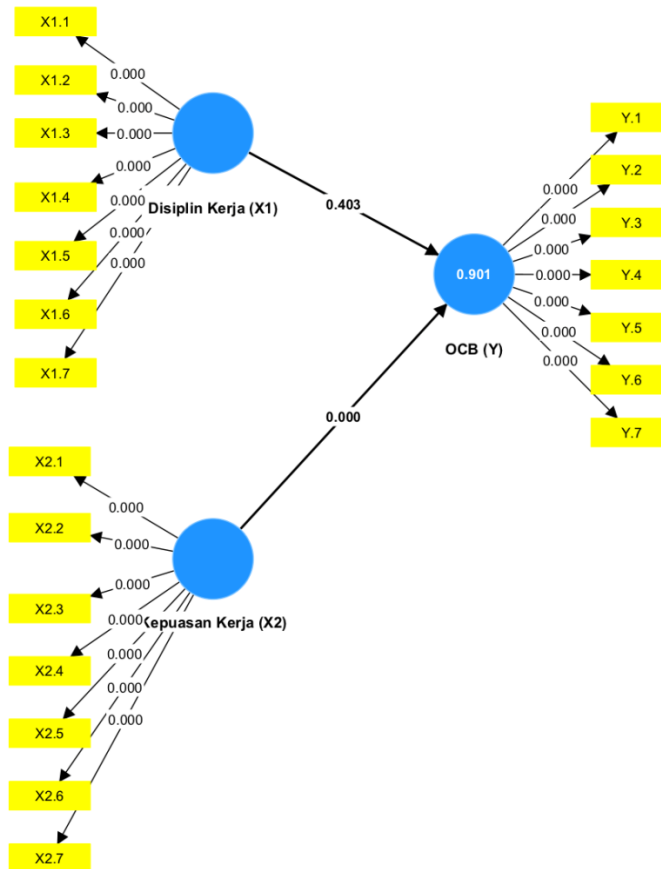 X1.1
0.000
X1.2
0.000
X1.3
0.000
X1.4
0.000
X1.5
0.000
X1.6
0.000
X1.7
0.000
Disiplin Kerja (X1)
0.403
Y.1
0.000
Y.2
0.000
Y.3
0.000
Y.4
0.000
Y.5
0.000
Y.6
0.000
Y.7
0.000
0.901
OCB (Y)
0.000
X2.1
0.000
X2.2
0.000
X2.3
0.000
X2.4
0.000
X2.5
0.000
X2.6
0.000
X2.7
0.000
Kepuasan Kerja (X2)